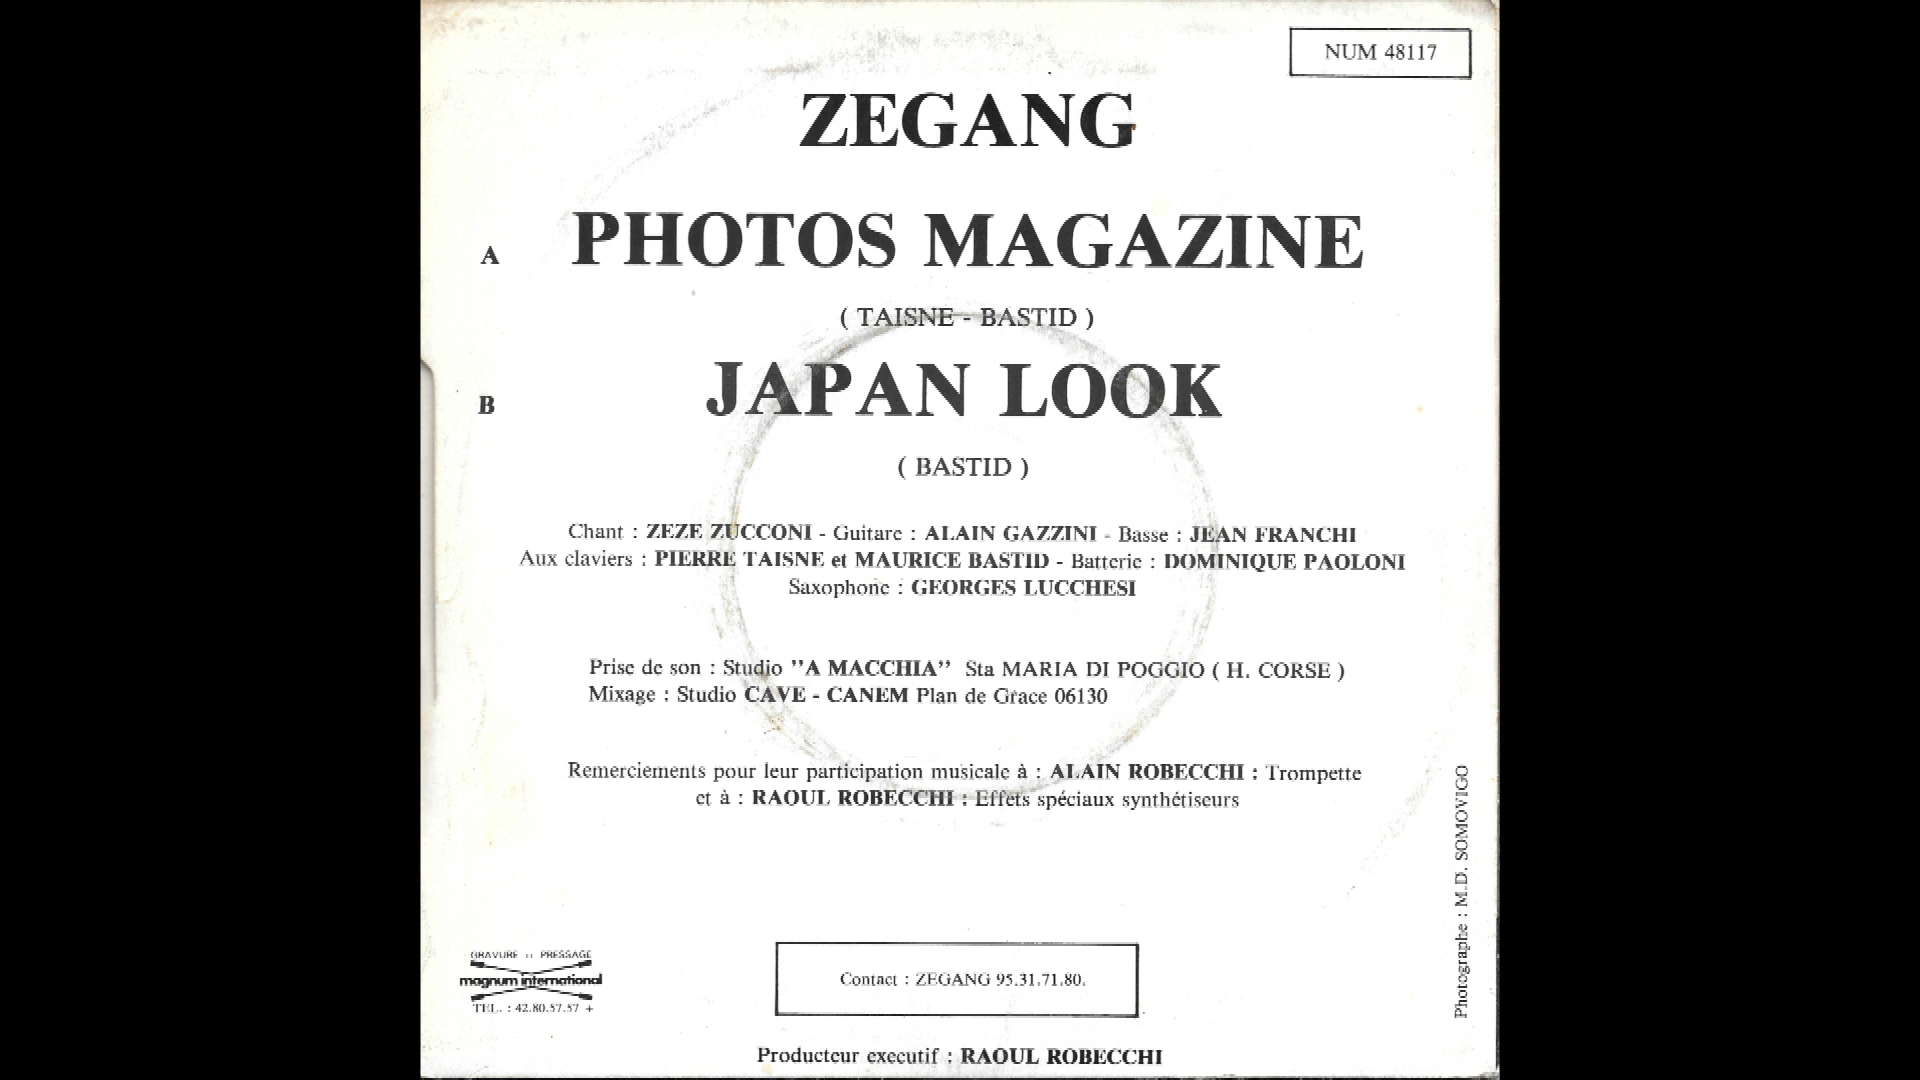 NUM 48117
ZEGANG
A PHOTOS MAGAZINE
( TAISNE - BASTID )
B JAPAN LOOK
( BASTID )
Chant : ZEZE ZUCCONI - Guitare : ALAIN GAZZINI - Basse : JEAN FRANCHI
Aux claviers : PIERRE TAISNE et MAURICE BASTID - Batterie : DOMINIQUE PAOLONI
Saxophone : GEORGES LUCCHESI
Prise de son : Studio "A MACCHIA" Sta MARIA DI POGGIO ( H. CORSE )
Mixage : Studio CAVE - CANEM Plan de Grace 06130
Remerciements pour leur participation musicale à : ALAIN ROBECCHI : Trompette
et à : RAOUL ROBECCHI : Effets spéciaux synthétiseurs
Photographe : M.D. SOMOVIGO
GRAVURE et PRESSAGE
magnum international
TEL. : 42.80.57.57 +
Contact : ZEGANG 95.31.71.80.
Producteur executif : RAOUL ROBECCHI